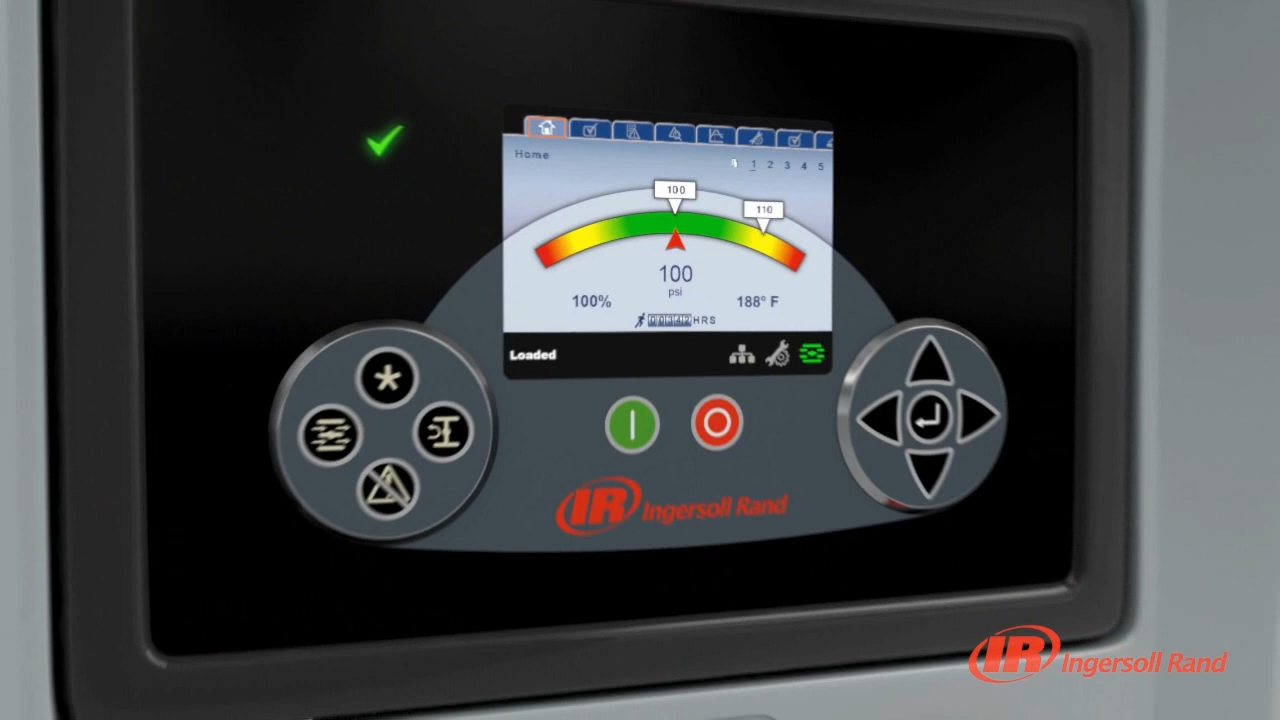 Home
1 2 3 4 5
100
110
100
psi
100%
188° F
00342 HRS
Loaded
IR Ingersoll Rand
IR Ingersoll Rand